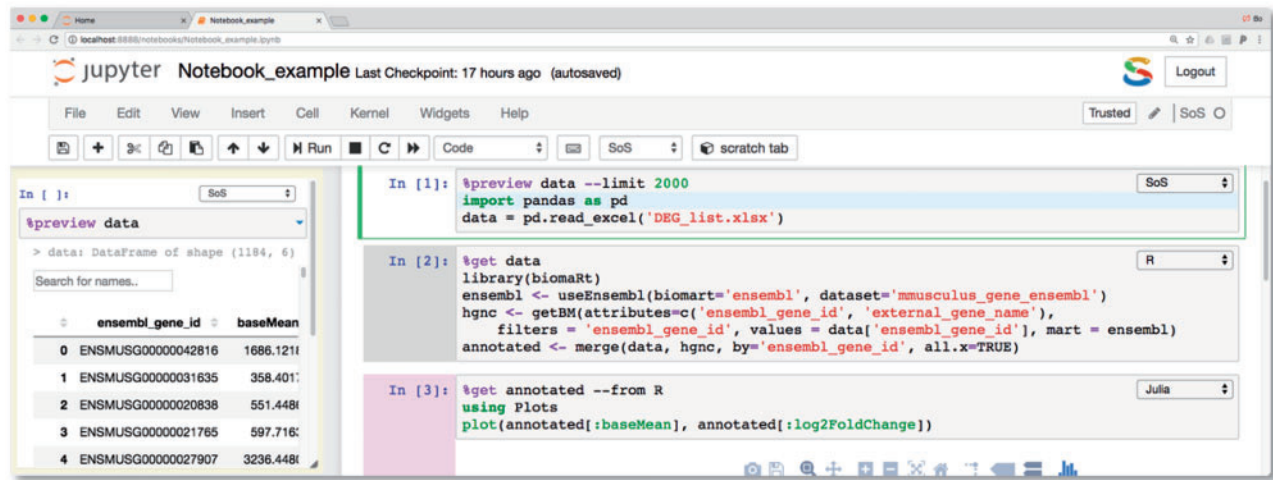 Home Notebook_example Bo
localhost:8888/notebooks/Notebook_example.ipynb
jupyter Notebook_example Last Checkpoint: 17 hours ago (autosaved) Logout
File Edit View Insert Cell Kernel Widgets Help Trusted SoS
Run Code SoS scratch tab
In [ ]: SoS
%preview data
> data: DataFrame of shape (1184, 6)
Search for names..
ensembl_gene_id baseMean
0 ENSMUSG00000042816 1686.1218
1 ENSMUSG00000031635 358.4017
2 ENSMUSG00000020838 551.4486
3 ENSMUSG00000021765 597.7163
4 ENSMUSG00000027907 3236.4480
In [1]: %preview data --limit 2000 SoS
import pandas as pd
data = pd.read_excel('DEG_list.xlsx')
In [2]: %get data R
library(biomaRt)
ensembl <- useEnsembl(biomart='ensembl', dataset='mmusculus_gene_ensembl')
hgnc <- getBM(attributes=c('ensembl_gene_id', 'external_gene_name'),
filters = 'ensembl_gene_id', values = data['ensembl_gene_id'], mart = ensembl)
annotated <- merge(data, hgnc, by='ensembl_gene_id', all.x=TRUE)
In [3]: %get annotated --from R Julia
using Plots
plot(annotated[:baseMean], annotated[:log2FoldChange])